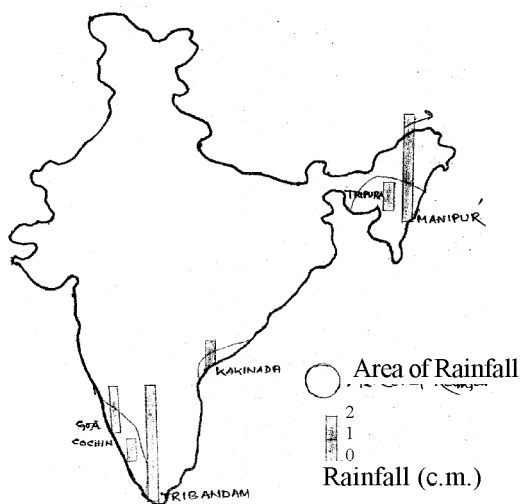 TRIPURA
MANIPUR
KAKINADA
GOA
COCHIN
TRIBANDAM
Area of Rainfall
2
1
0
Rainfall (c.m.)